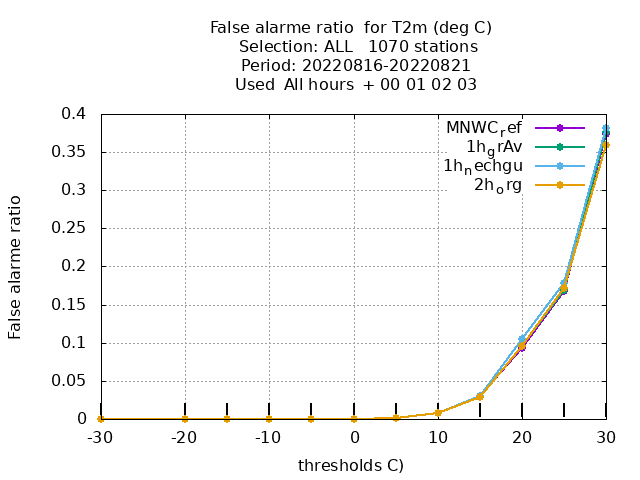 False alarme ratio  for T2m (deg C)
Selection: ALL   1070 stations
Period: 20220816-20220821
Used  All hours  + 00 01 02 03
False alarme ratio
0.4
0.35
0.3
0.25
0.2
0.15
0.1
0.05
0
MNWCref
1hgrAv
1hnechgu
2horg
-30 -20 -10 0 10 20 30
thresholds C)